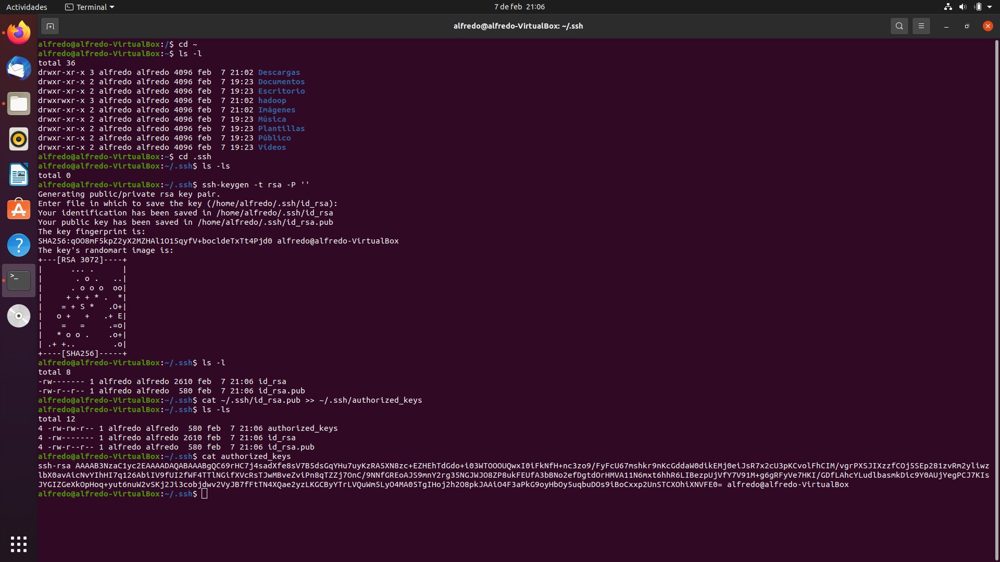 Actividades
Terminal
7 de feb 21:06
alfredo@alfredo-VirtualBox: ~/.ssh
alfredo@alfredo-VirtualBox:/$ cd ~
alfredo@alfredo-VirtualBox:~$ ls -l
total 36
drwxr-xr-x 3 alfredo alfredo 4096 feb  7 21:02 Descargas
drwxr-xr-x 2 alfredo alfredo 4096 feb  7 19:23 Documentos
drwxr-xr-x 2 alfredo alfredo 4096 feb  7 19:23 Escritorio
drwxrwxr-x 3 alfredo alfredo 4096 feb  7 21:02 hadoop
drwxr-xr-x 2 alfredo alfredo 4096 feb  7 21:02 Imágenes
drwxr-xr-x 2 alfredo alfredo 4096 feb  7 19:23 Música
drwxr-xr-x 2 alfredo alfredo 4096 feb  7 19:23 Plantillas
drwxr-xr-x 2 alfredo alfredo 4096 feb  7 19:23 Público
drwxr-xr-x 2 alfredo alfredo 4096 feb  7 19:23 Vídeos
alfredo@alfredo-VirtualBox:~$ cd .ssh
alfredo@alfredo-VirtualBox:~/.ssh$ ls -ls
total 0
alfredo@alfredo-VirtualBox:~/.ssh$ ssh-keygen -t rsa -P ''
Generating public/private rsa key pair.
Enter file in which to save the key (/home/alfredo/.ssh/id_rsa):
Your identification has been saved in /home/alfredo/.ssh/id_rsa
Your public key has been saved in /home/alfredo/.ssh/id_rsa.pub
The key fingerprint is:
SHA256:qOO8mF5kpZ2yX2MZHAl1O15qyfV+bocldeTxTt4Pjd0 alfredo@alfredo-VirtualBox
The key's randomart image is:
+---[RSA 3072]----+
|      ... .      |
|       . o .   ..|
|      . o o o  oo|
|     + + + * .  *|
|    = + S *   .O+|
|   o +   +   .+ E|
|    =   =     .=o|
|   * o o .    .o+|
| .+ +..        .o|
+----[SHA256]-----+
alfredo@alfredo-VirtualBox:~/.ssh$ ls -l
total 8
-rw------- 1 alfredo alfredo 2610 feb  7 21:06 id_rsa
-rw-r--r-- 1 alfredo alfredo  580 feb  7 21:06 id_rsa.pub
alfredo@alfredo-VirtualBox:~/.ssh$ cat ~/.ssh/id_rsa.pub >> ~/.ssh/authorized_keys
alfredo@alfredo-VirtualBox:~/.ssh$ ls -ls
total 12
4 -rw-rw-r-- 1 alfredo alfredo  580 feb  7 21:06 authorized_keys
4 -rw------- 1 alfredo alfredo 2610 feb  7 21:06 id_rsa
4 -rw-r--r-- 1 alfredo alfredo  580 feb  7 21:06 id_rsa.pub
alfredo@alfredo-VirtualBox:~/.ssh$ cat authorized_keys
ssh-rsa AAAAB3NzaC1yc2EAAAADAQABAAABgQC69rHC7j4sadXfe8sV7B5dsGqYHu7uyKzRA5XN8zc+EZHEhTdGdo+i03WTOOOUQwxI0iFkNfH+nc3zo9/FyFcU67mshkr9nKcGddaW0dikEMj0eiJsR7x2cU3pKCvolFhCIM/vgrPXSJIXzzfCOj5SEp281zvRm2yliwz
lbX0avAicNvYIhHI7q126AbiIV9fUI2fWF4TTlNGifXVcRsTJwMBveZviPn8qTZZj7OnC/9NNfGREoAJS9mnY2rg35NGJWJO8ZP8ukFEUfA3bBNo2efDgtdOrHMVA11N6mxt6hhR6LIBezpUjVfY7V91M+g6gRFyVe7HKI/GDfLAhcYLudlbasmkDic9Y0AUjYegPCJ7KIs
JYGIZGeXkOpHoq+yut6nuW2vSKj2Ji3cobjdwv2VyJB7fFtTN4XQae2yzLKGCByYTrLVQuWm5LyO4MA05TgIHoj2h2O8pkJAAiO4F3aPkG9oyHbOy5uqbuDOs9iBoCxxp2UnSTCXOhiXNVFE0= alfredo@alfredo-VirtualBox
alfredo@alfredo-VirtualBox:~/.ssh$